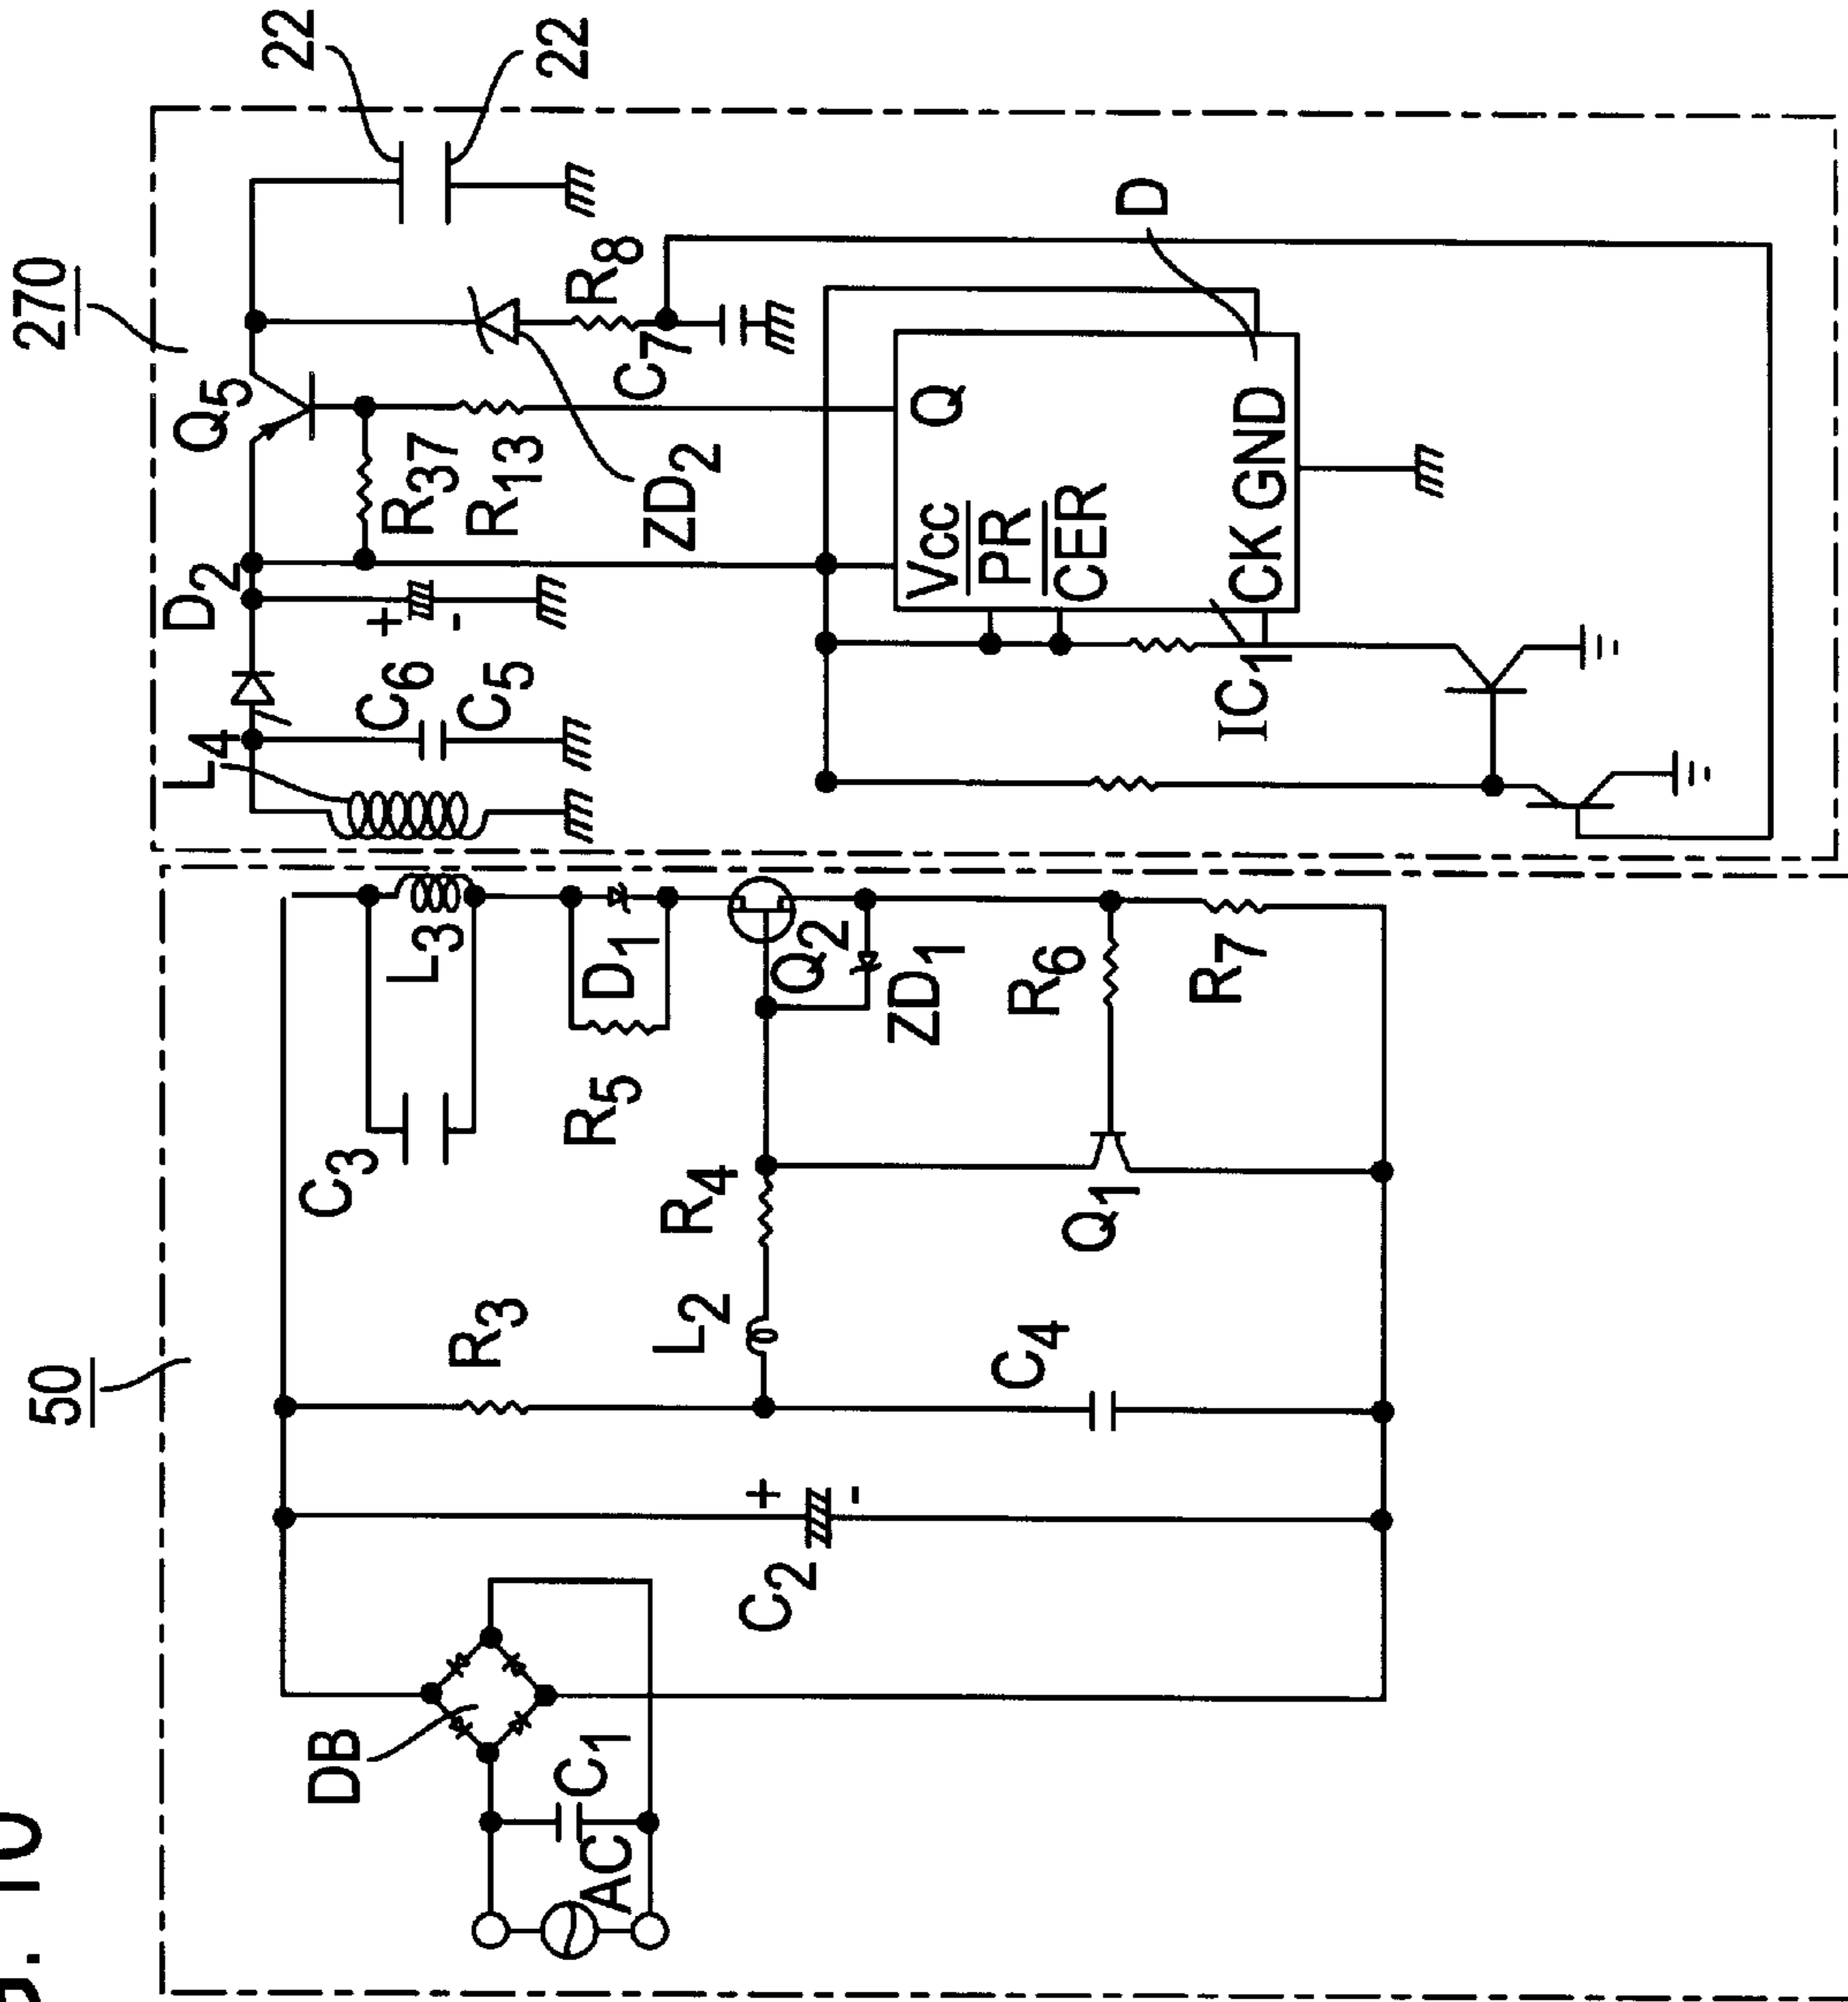 G. 10
50
270
DB
AC
C1
C2
+
-
R3
C4
L2
R4
C3
L3
R5
D1
Q2
ZD1
Q1
R6
R7
L4
D2
C6
C5
+
-
Q5
R37
R13
ZD2
R8
C7
22
22
Vcc
PR
CER
Q
CK GND
D
IC1